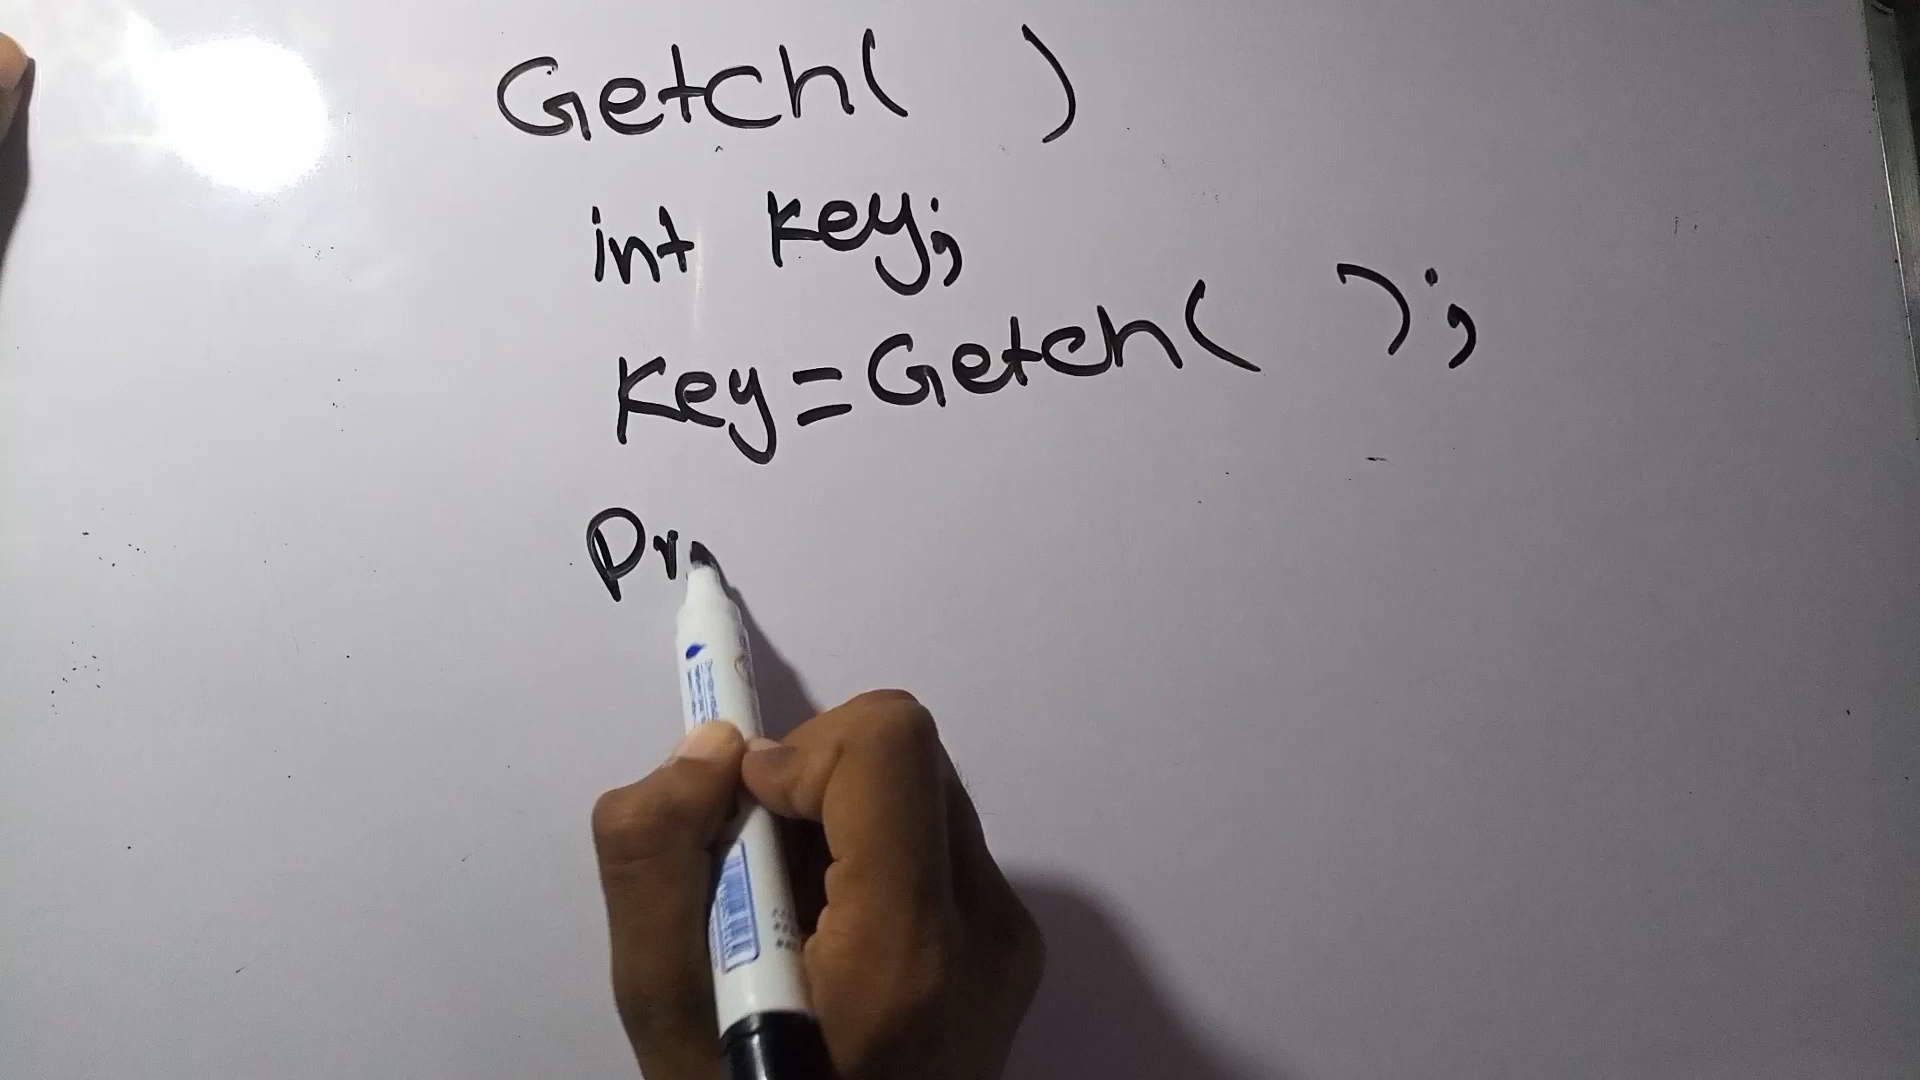 Getch( )
int key;
Key=Getch( );
Pr